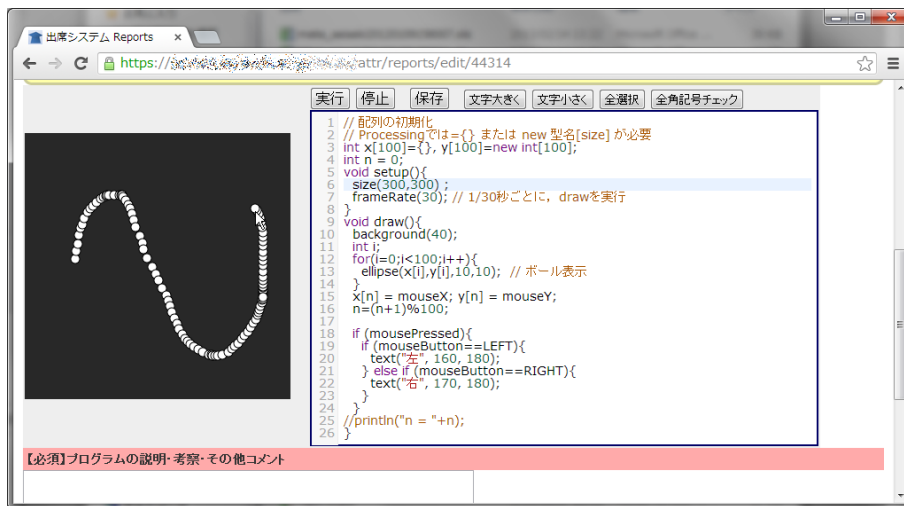 出席システム Reports
https://
attr/reports/edit/44314
実行 停止 保存 文字大きく 文字小さく 全選択 全角記号チェック
1 // 配列の初期化
2 // Processingでは={} または new 型名[size] が必要
3 int x[100]={}, y[100]=new int[100];
4 int n = 0;
5 void setup(){
6 size(300,300) ;
7 frameRate(30); // 1/30秒ごとに，drawを実行
8 }
9 void draw(){
10 background(40);
11 int i;
12 for(i=0;i<100;i++){
13 ellipse(x[i],y[i],10,10); // ボール表示
14 }
15 x[n] = mouseX; y[n] = mouseY;
16 n=(n+1)%100;
17
18 if (mousePressed){
19 if (mouseButton==LEFT){
20 text("左", 160, 180);
21 } else if (mouseButton==RIGHT){
22 text("右", 170, 180);
23 }
24 }
25 //println("n = "+n);
26 }
【必須】プログラムの説明・考察・その他コメント